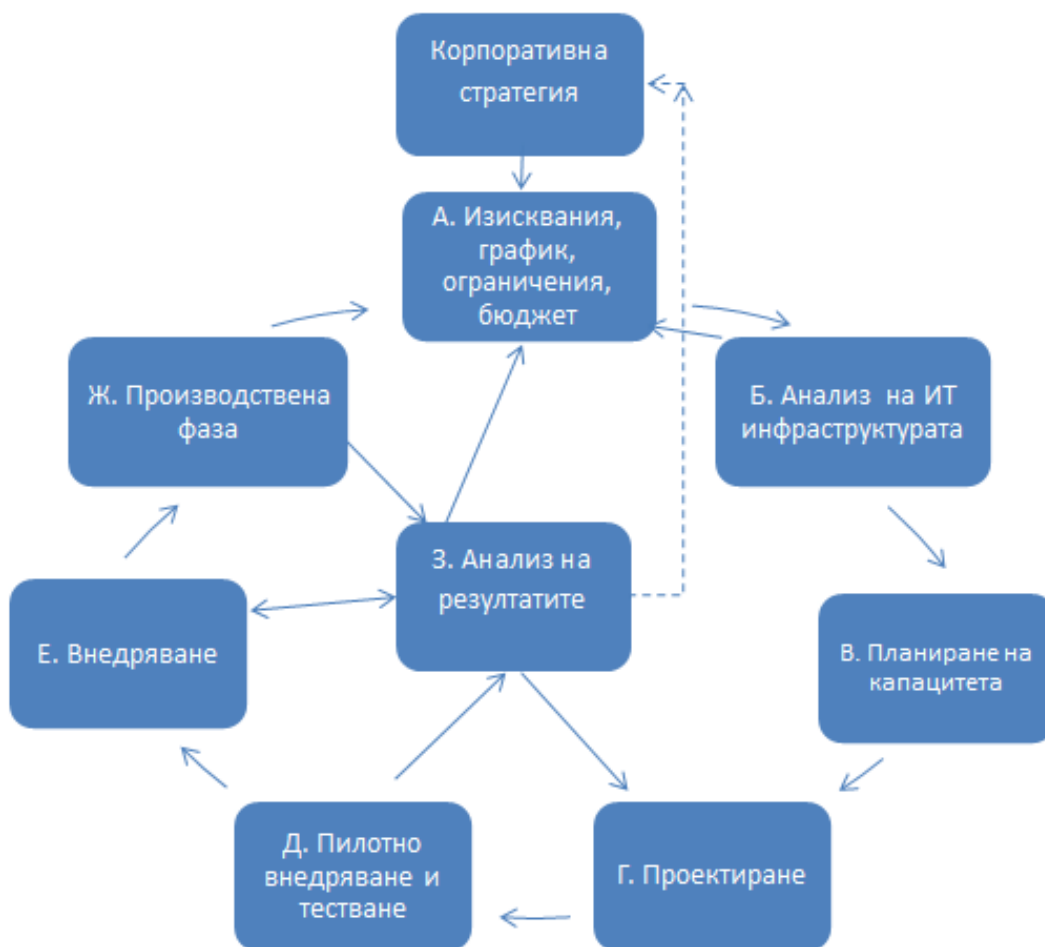 Корпоративна
стратегия
А. Изисквания,
график,
ограничения,
бюджет
Ж. Производствена
фаза
Б. Анализ на ИТ
инфраструктурата
З. Анализ на
резултатите
Е. Внедряване
В. Планиране на
капацитета
Д. Пилотно
внедряване и
тестване
Г. Проектиране